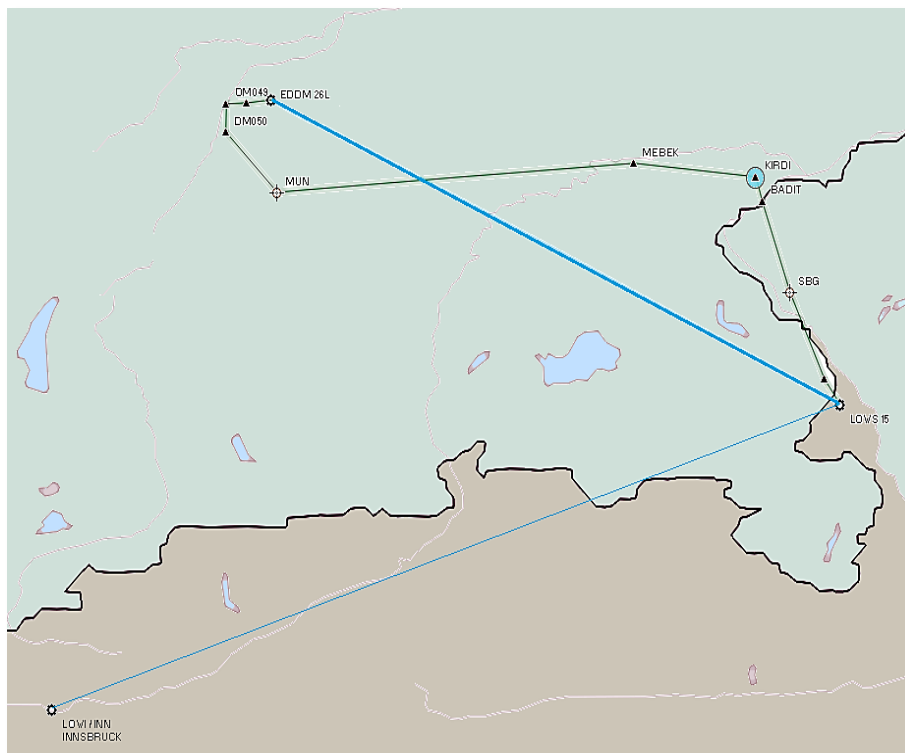 DM049
EDDM 26L
DM050
MUN
MEBEK
KIRDI
BADIT
SBG
LOWS 15
LOWI / INN
INNSBRUCK